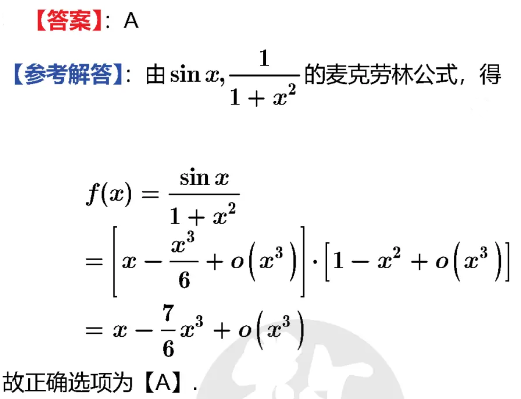 【答案】：A
【参考解答】：由 sin x, \frac{1}{1+x^2} 的麦克劳林公式，得
f(x) = \frac{\sin x}{1+x^2}
= \left[ x - \frac{x^3}{6} + o\left(x^3\right) \right] \cdot \left[ 1 - x^2 + o\left(x^3\right) \right]
= x - \frac{7}{6}x^3 + o\left(x^3\right)
故正确选项为【A】.